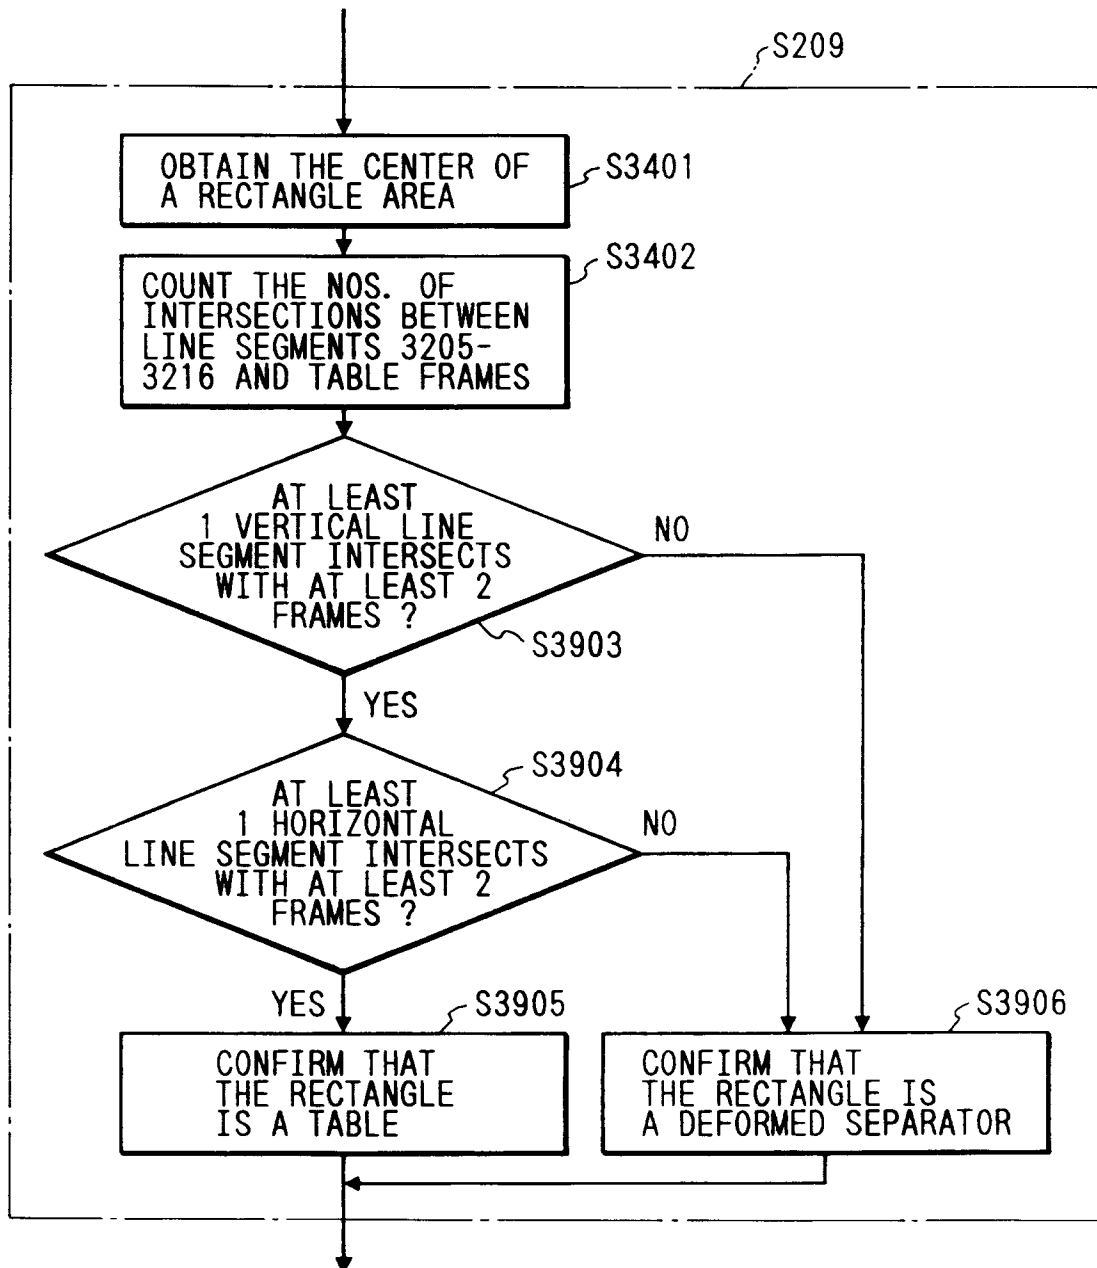 S209
OBTAIN THE CENTER OF
A RECTANGLE AREA
S3401
S3402
COUNT THE NOS. OF
INTERSECTIONS BETWEEN
LINE SEGMENTS 3205-
3216 AND TABLE FRAMES
AT LEAST
1 VERTICAL LINE
SEGMENT INTERSECTS
WITH AT LEAST 2
FRAMES ?
NO
S3903
YES
S3904
AT LEAST
1 HORIZONTAL
LINE SEGMENT INTERSECTS
WITH AT LEAST 2
FRAMES ?
NO
YES
S3905
CONFIRM THAT
THE RECTANGLE
IS A TABLE
S3906
CONFIRM THAT
THE RECTANGLE IS
A DEFORMED SEPARATOR